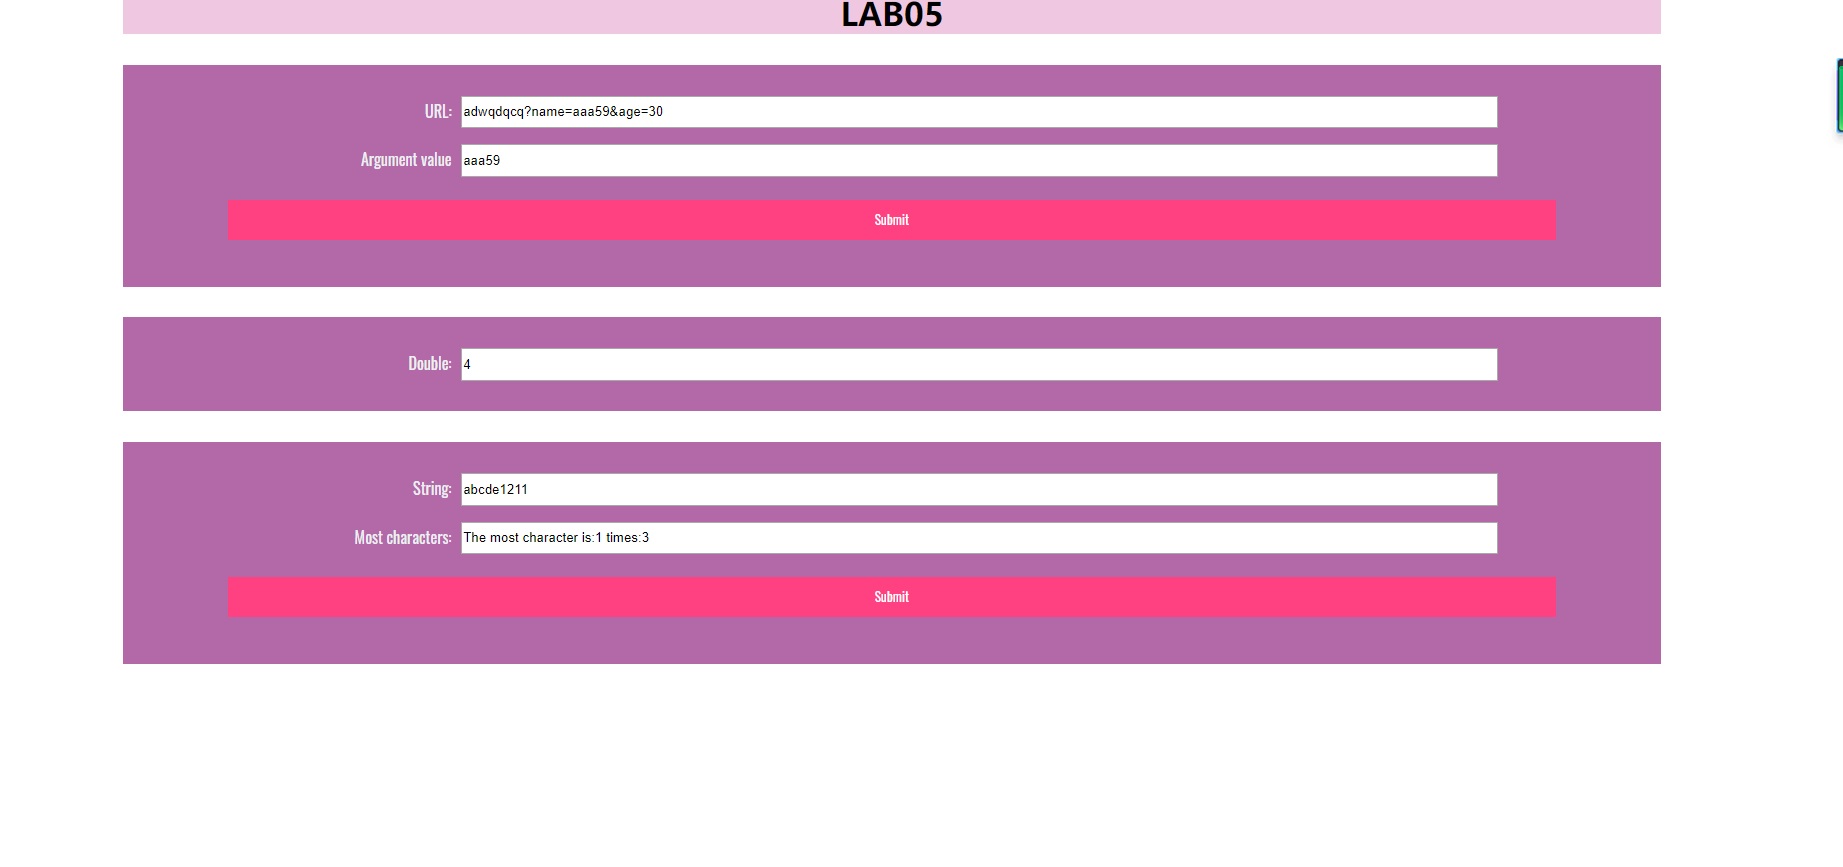 LAB05
URL: adwqdqcq?name=aaa59&age=30
Argument value aaa59
Submit
Double: 4
String: abcde1211
Most characters: The most character is:1 times:3
Submit